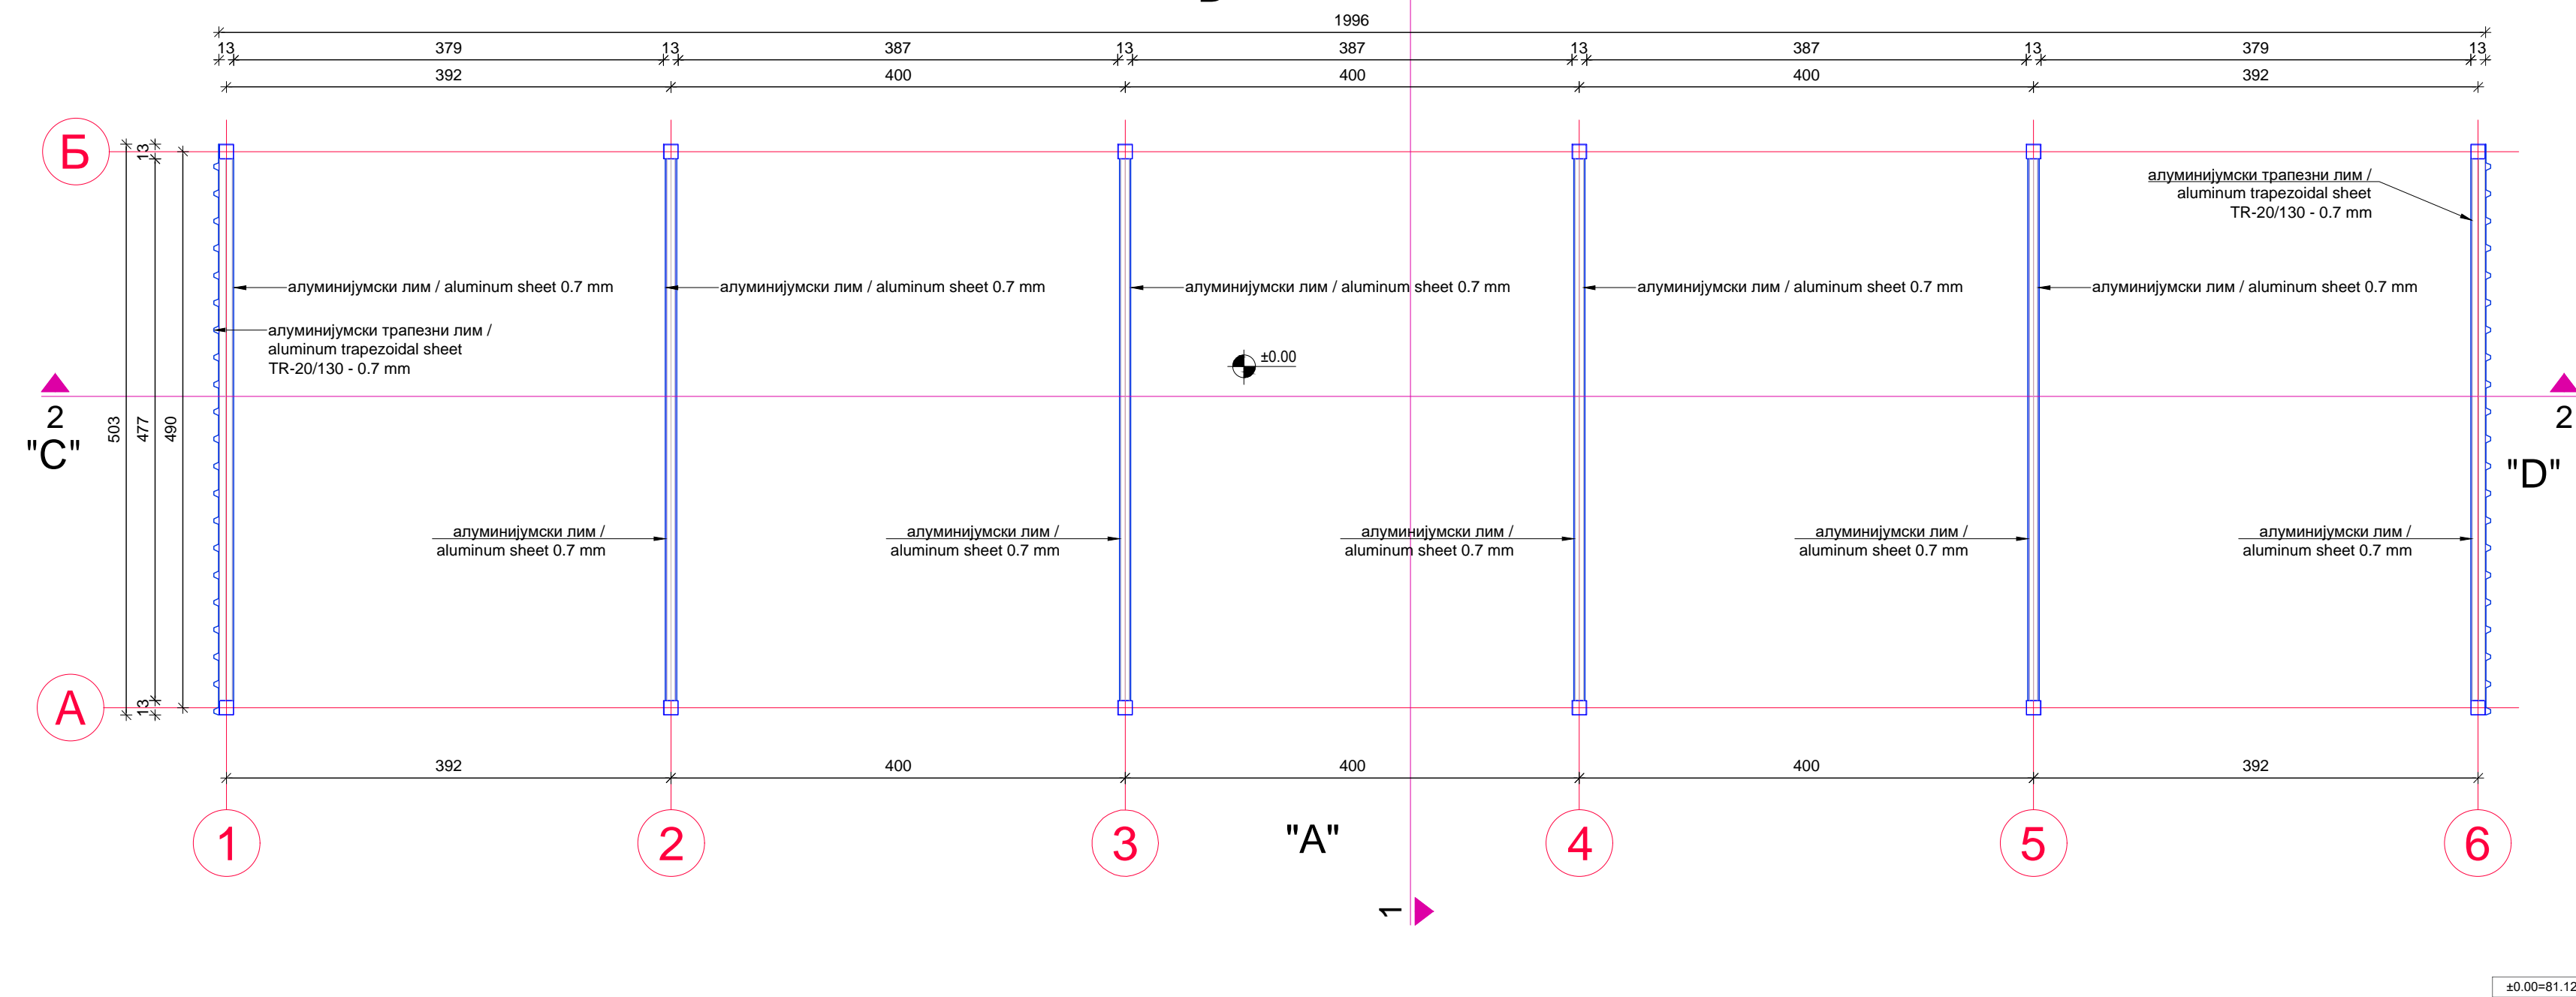 1996
13 379 13 387 13 387 13 387 13 379 13
392 400 400 400 392
Б
13
алуминијумски трапезни лим /
aluminum trapezoidal sheet
TR-20/130 - 0.7 mm
алуминијумски лим / aluminum sheet 0.7 mm
алуминијумски лим / aluminum sheet 0.7 mm
алуминијумски лим / aluminum sheet 0.7 mm
алуминијумски лим / aluminum sheet 0.7 mm
алуминијумски лим / aluminum sheet 0.7 mm
алуминијумски трапезни лим /
aluminum trapezoidal sheet
TR-20/130 - 0.7 mm
±0.00
2
"C"
503
477
490
2
"D"
алуминијумски лим /
aluminum sheet 0.7 mm
алуминијумски лим /
aluminum sheet 0.7 mm
алуминијумски лим /
aluminum sheet 0.7 mm
алуминијумски лим /
aluminum sheet 0.7 mm
алуминијумски лим /
aluminum sheet 0.7 mm
А
13
392 400 400 400 392
1 2 3 "A" 4 5 6
1
±0.00=81.12